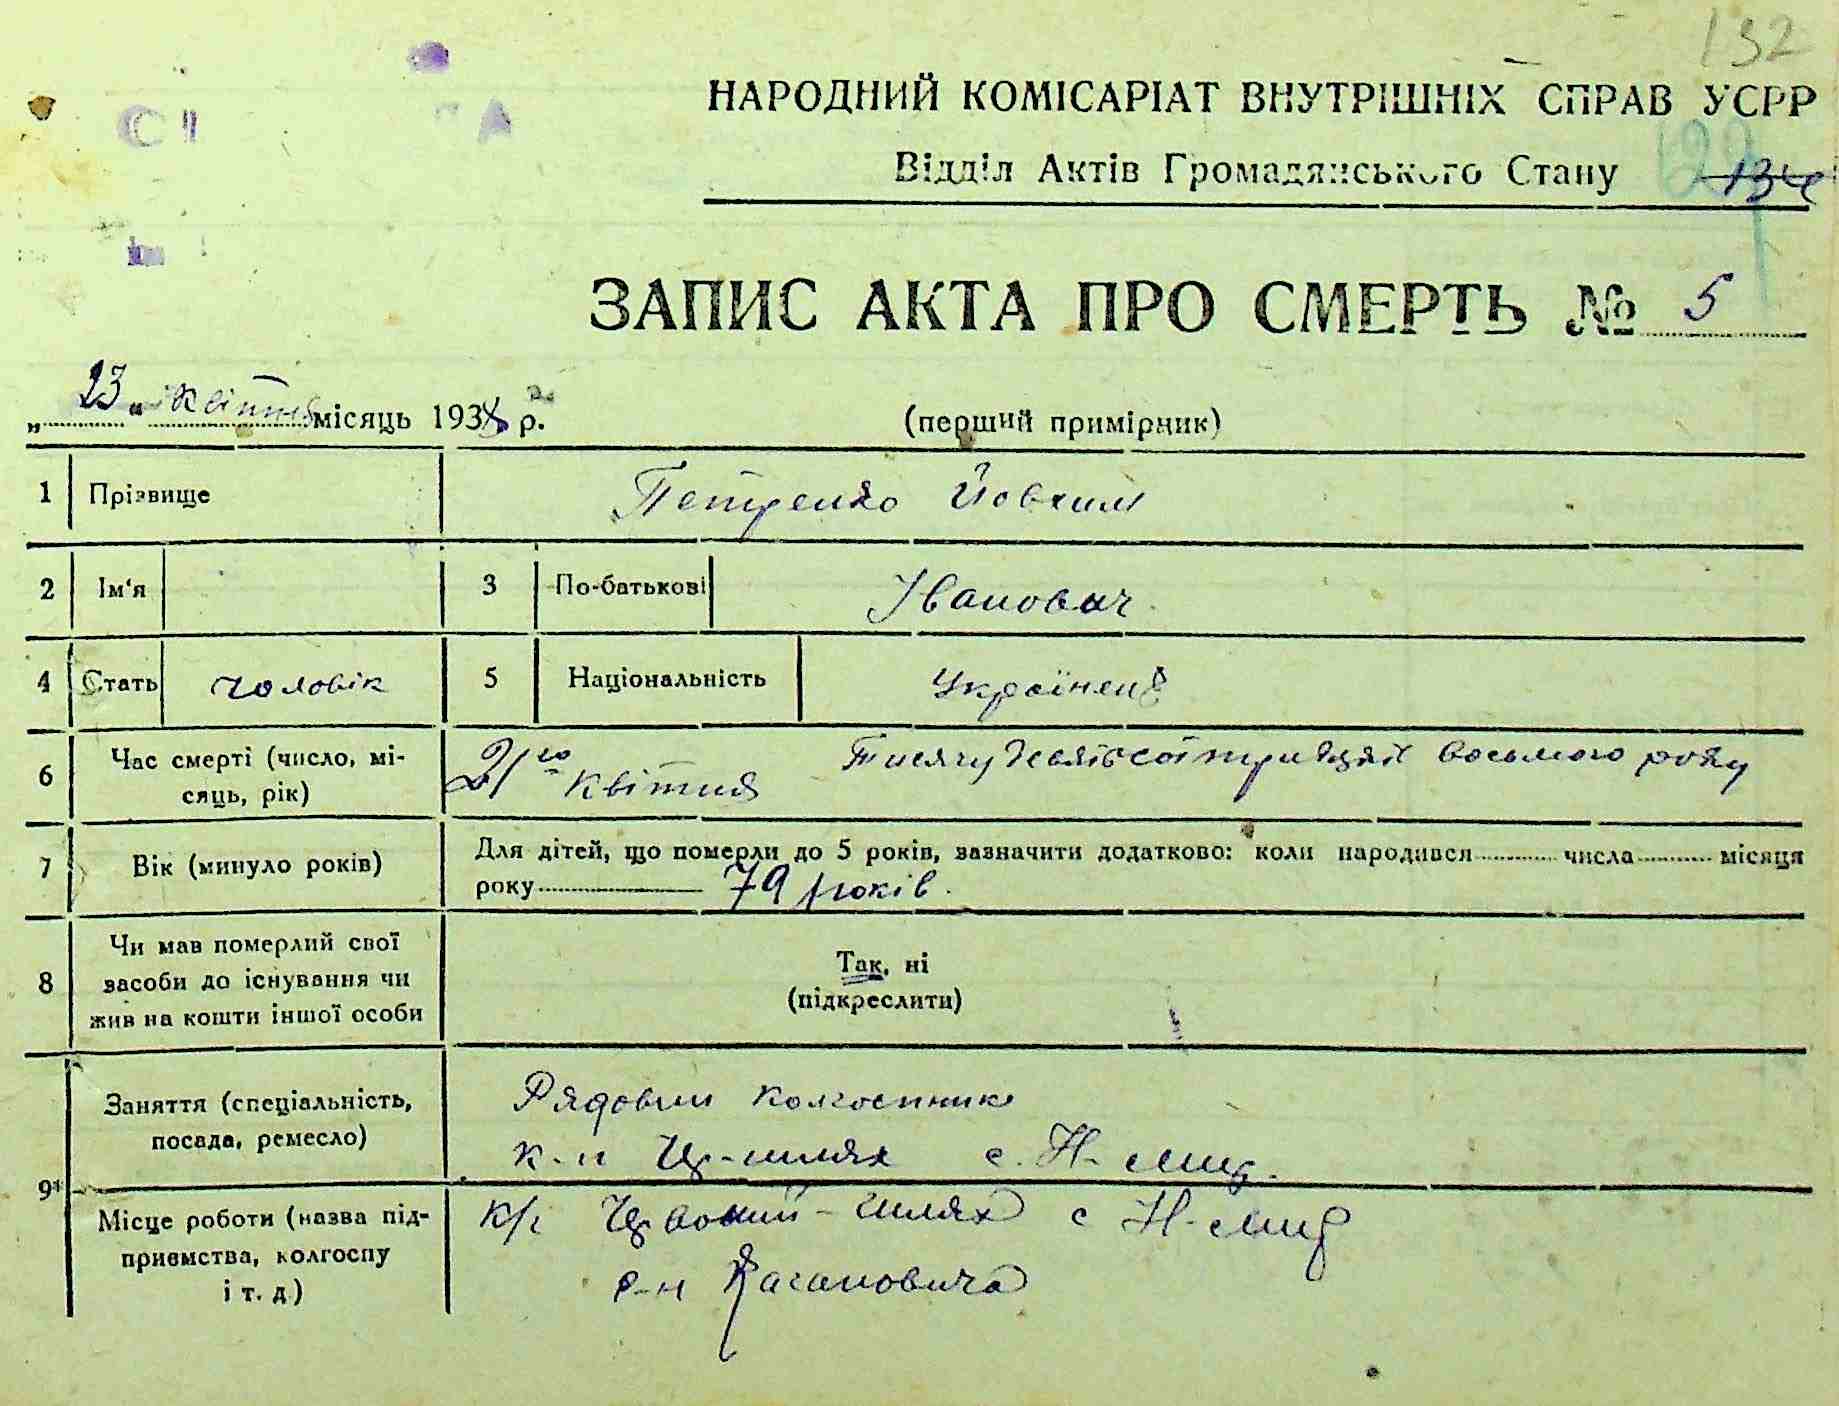 132
НАРОДНИЙ КОМІСАРІАТ ВНУТРІШНІХ СПРАВ УСРР
Відділ Актів Громадянського Стану
134
ЗАПИС АКТА ПРО СМЕРТЬ № 5
„23“ квітня місяць 1938 р. (перший примірник)
1 Прізвище Петренко Йовхим
2 Ім'я 3 По-батькові Іванович
4 Стать чоловік 5 Національність Українец
6 Час смерті (число, місяць, рік) 21го квітня Тисячу девятсот тридцять восьмого року
7 Вік (минуло років) Для дітей, що померли до 5 років, зазначити додатково: коли народився числа місяця
року 79 років.
8 Чи мав померлий свої засоби до існування чи жив на кошти іншої особи Так, ні
(підкреслити)
9 Заняття (спеціальність, посада, ремесло) Рядовий колгоспник
с. Н-
Місце роботи (назва підприємства, колгоспу і т. д.) к/г Червоний-шлях с Н-
р-н Кагановича